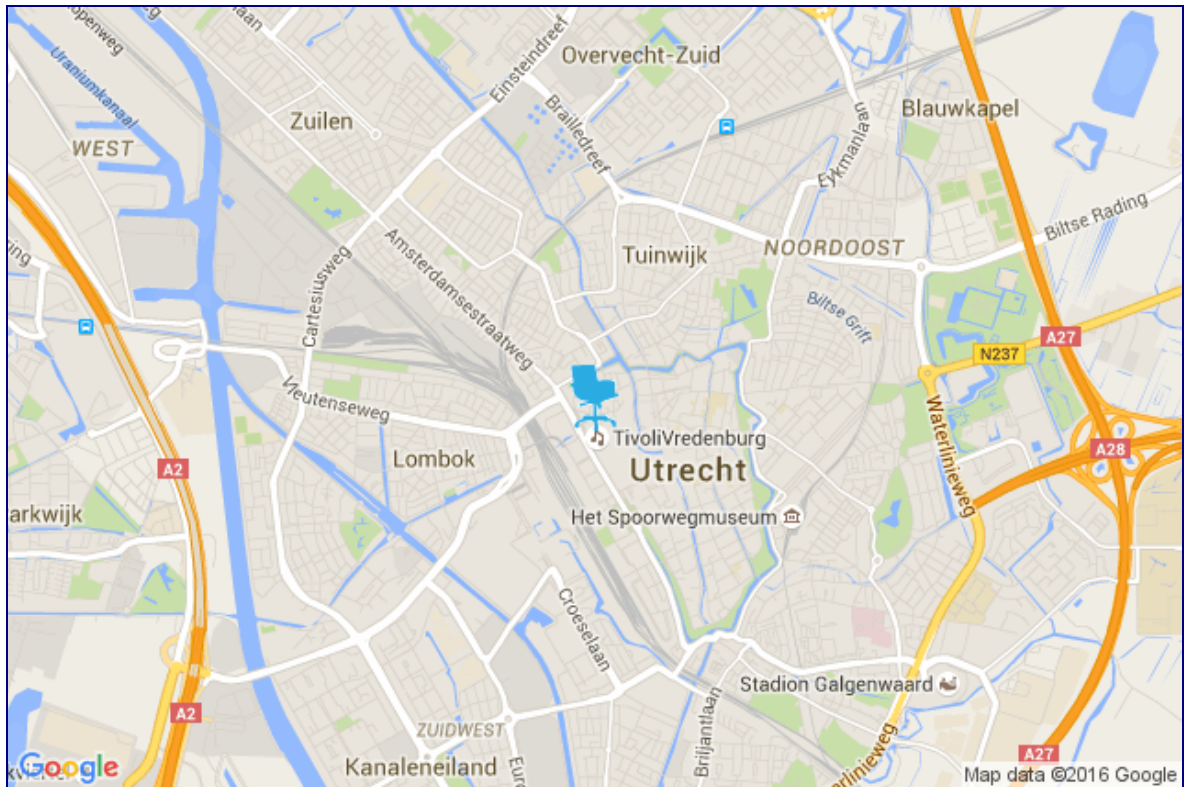 Uraniumkanaal
WEST
Zuilen
Einsteindreef
Overvecht-Zuid
Brailledreef
Eykmanlaan
Blauwkapel
Biltse Rading
NOORDOOST
Tuinwijk
Amsterdamsestraatweg
Cartesiusweg
Biltse Grift
A27
N237
Waterlinieweg
A28
TivoliVredenburg
Utrecht
Lombok
A2
Het Spoorwegmuseum
Croeselaan
Stadion Galgenwaard
A2
ZUIDWEST
Briljantlaan
Kanaleneiland
A27
Google
Map data ©2016 Google